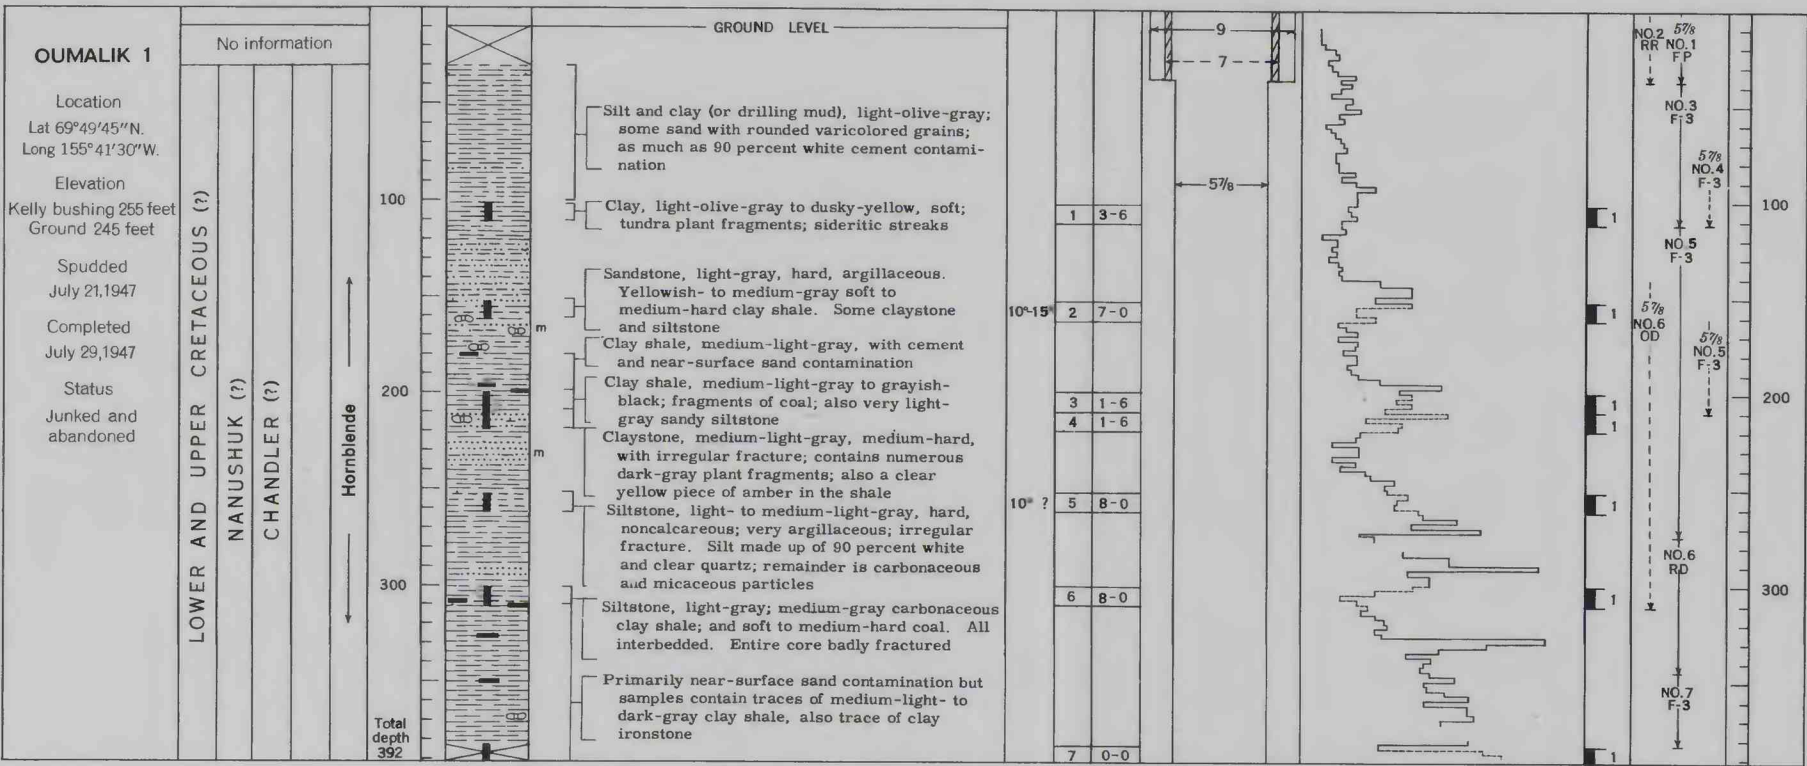 OUMALIK 1
Location
Lat 69°49'45"N.
Long 155°41'30"W.
Elevation
Kelly bushing 255 feet
Ground 245 feet
Spudded
July 21,1947
Completed
July 29,1947
Status
Junked and
abandoned
No information
LOWER AND UPPER CRETACEOUS (?)
NANUSHUK (?)
CHANDLER (?)
Hornblende
100
200
300
Total
depth
392
m
m
GROUND LEVEL
Silt and clay (or drilling mud), light-olive-gray;
some sand with rounded varicolored grains;
as much as 90 percent white cement contami-
nation
Clay, light-olive-gray to dusky-yellow, soft;
tundra plant fragments; sideritic streaks
Sandstone, light-gray, hard, argillaceous.
Yellowish- to medium-gray soft to
medium-hard clay shale. Some claystone
and siltstone
Clay shale, medium-light-gray, with cement
and near-surface sand contamination
Clay shale, medium-light-gray to grayish-
black; fragments of coal; also very light-
gray sandy siltstone
Claystone, medium-light-gray, medium-hard,
with irregular fracture; contains numerous
dark-gray plant fragments; also a clear
yellow piece of amber in the shale
Siltstone, light- to medium-light-gray, hard,
noncalcareous; very argillaceous; irregular
fracture. Silt made up of 90 percent white
and clear quartz; remainder is carbonaceous
and micaceous particles
Siltstone, light-gray; medium-gray carbonaceous
clay shale; and soft to medium-hard coal. All
interbedded. Entire core badly fractured
Primarily near-surface sand contamination but
samples contain traces of medium-light- to
dark-gray clay shale, also trace of clay
ironstone
10°-15°
10° ?
1 3-6
2 7-0
3 1-6
4 1-6
5 8-0
6 8-0
7 0-0
9
7
5 7/8
1
1
1
1
1
1
1
NO.2
RR
5 7/8
NO.1
FP
NO.3
F-3
5 7/8
NO.4
F-3
NO.5
F-3
5 7/8
NO.6
OD
5 7/8
NO.5
F-3
NO.6
RD
NO.7
F-3
100
200
300